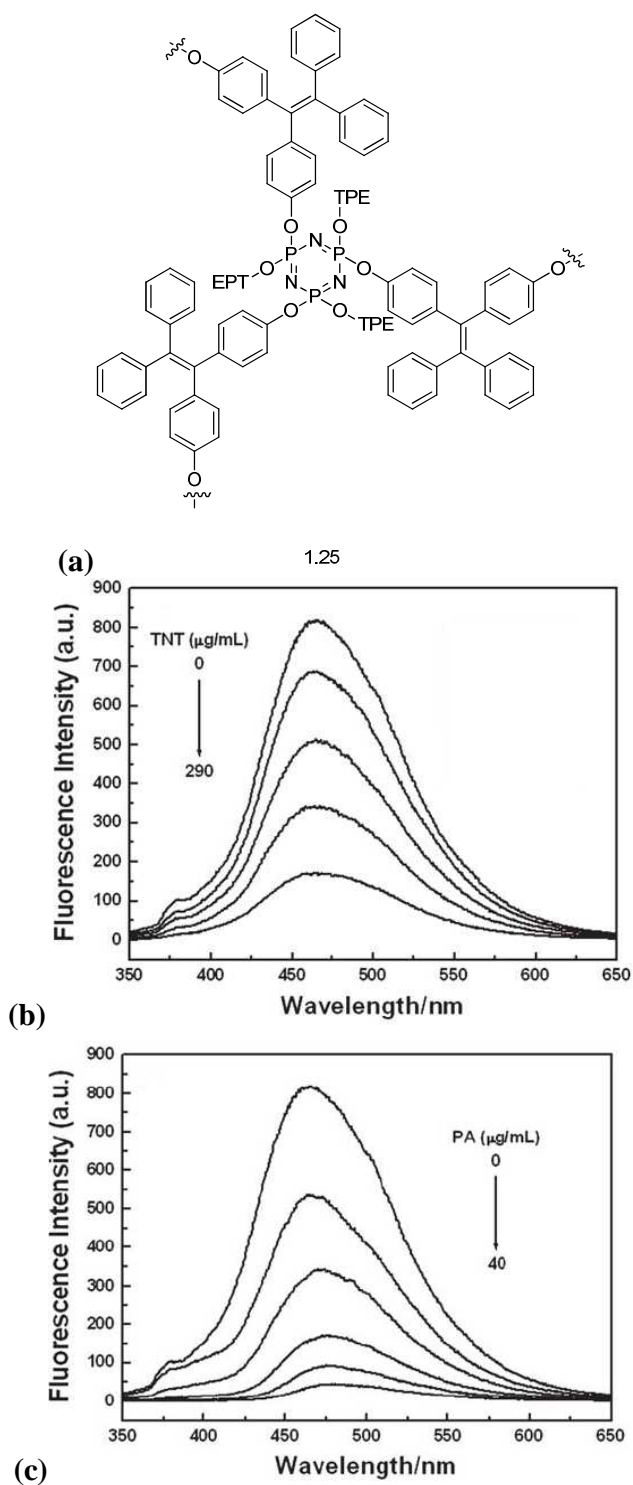 O
O
TPE
O
O
N
P
P
O
O
EPT
N
N
O
P
O
TPE
O
(a)
1.25
900
800
700
600
500
400
300
200
100
0
Fluorescence Intensity (a.u.)
TNT (μg/mL)
0
290
350 400 450 500 550 600 650
Wavelength/nm
(b)
900
800
700
600
500
400
300
200
100
0
Fluorescence Intensity (a.u.)
PA (μg/mL)
0
40
350 400 450 500 550 600 650
Wavelength/nm
(c)